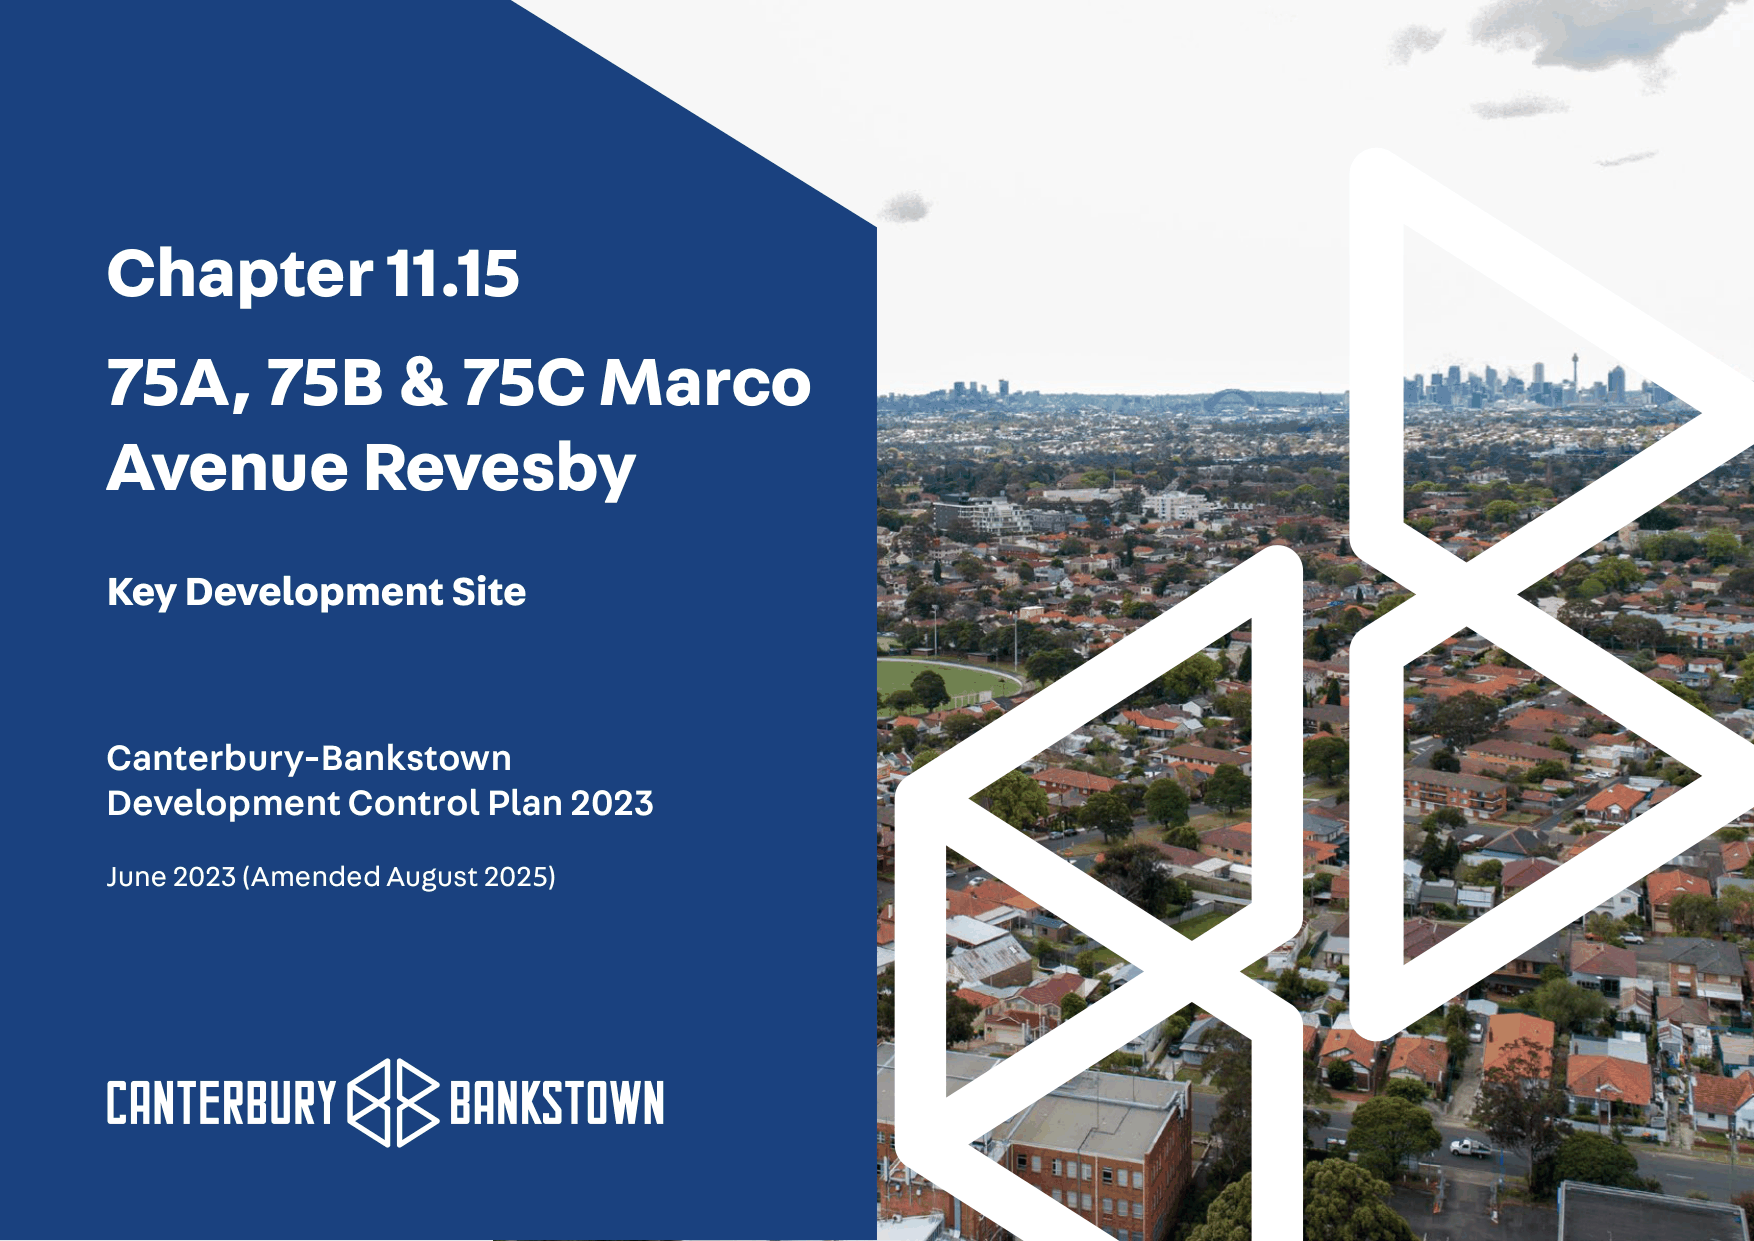 Chapter 11.15
75A, 75B & 75C Marco
Avenue Revesby
Key Development Site
Canterbury-Bankstown
Development Control Plan 2023
June 2023 (Amended August 2025)
CANTERBURY BANKSTOWN